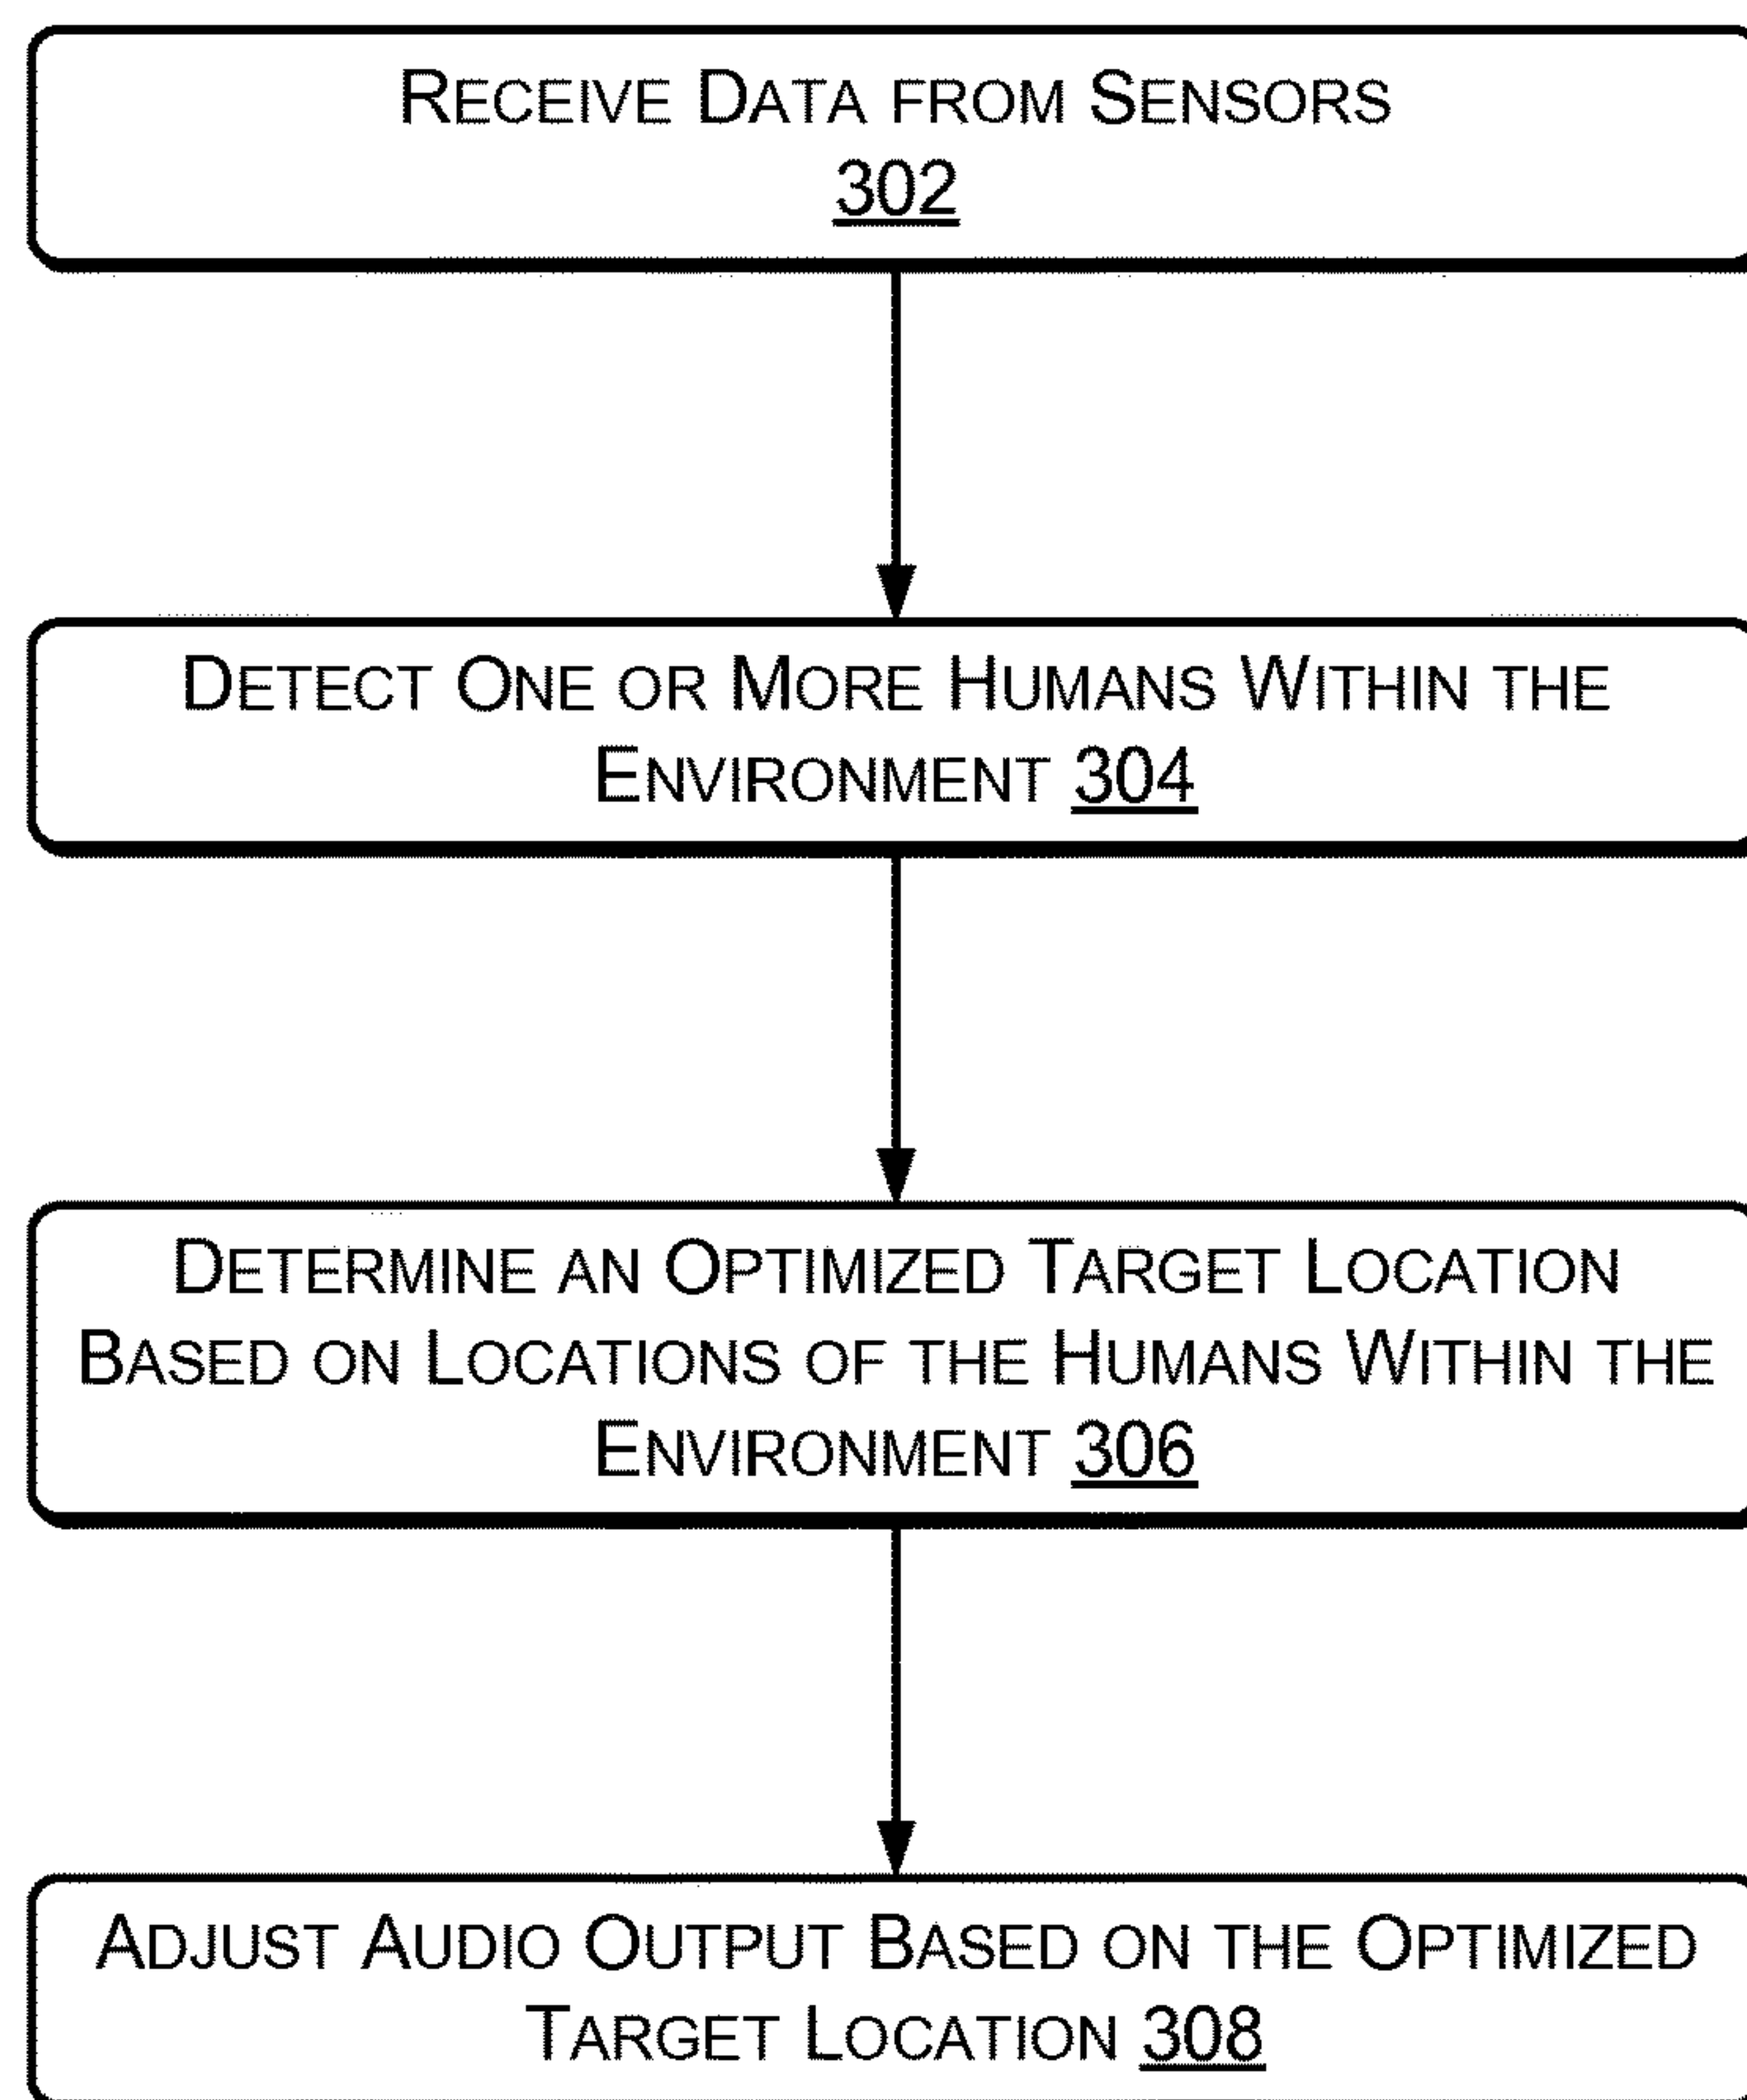 RECEIVE DATA FROM SENSORS
302
DETECT ONE OR MORE HUMANS WITHIN THE
ENVIRONMENT 304
DETERMINE AN OPTIMIZED TARGET LOCATION
BASED ON LOCATIONS OF THE HUMANS WITHIN THE
ENVIRONMENT 306
ADJUST AUDIO OUTPUT BASED ON THE OPTIMIZED
TARGET LOCATION 308